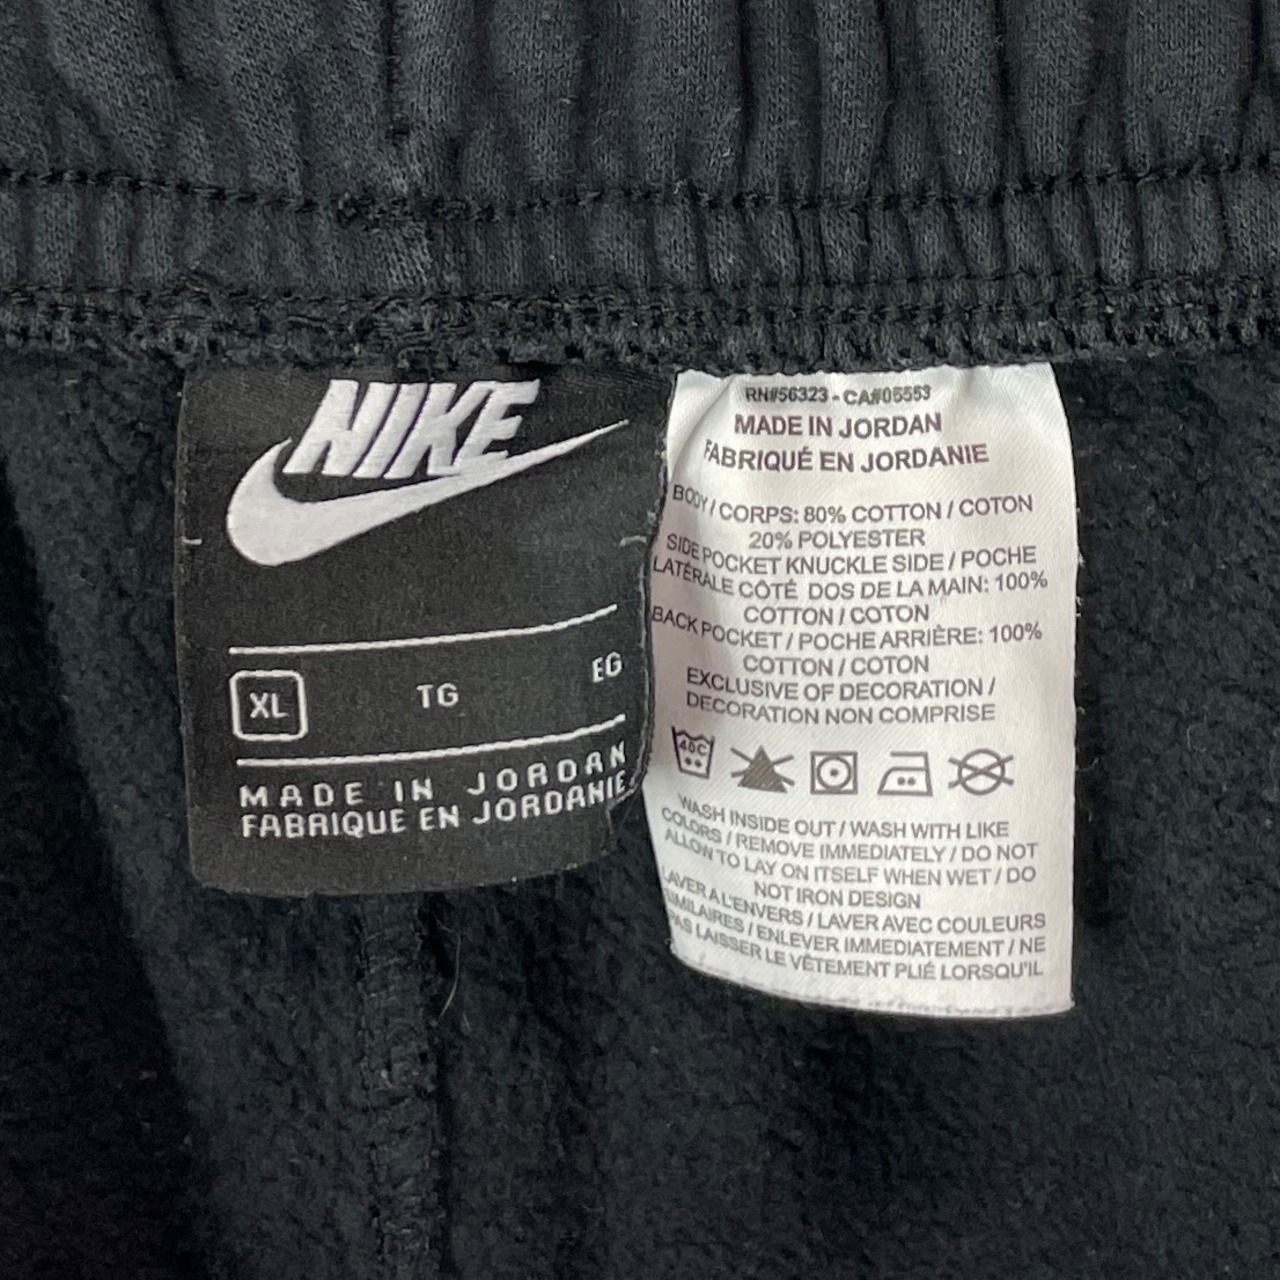 NIKE
XL TG EG
MADE IN JORDAN
FABRIQUE EN JORDANIE
RN#56323 - CA#05553
MADE IN JORDAN
FABRIQUÉ EN JORDANIE
BODY / CORPS: 80% COTTON / COTON
20% POLYESTER
SIDE POCKET KNUCKLE SIDE / POCHE
LATÉRALE CÔTÉ DOS DE LA MAIN: 100%
COTTON / COTON
BACK POCKET / POCHE ARRIÈRE: 100%
COTTON / COTON
EXCLUSIVE OF DECORATION /
DECORATION NON COMPRISE
40C
WASH INSIDE OUT / WASH WITH LIKE
COLORS / REMOVE IMMEDIATELY / DO NOT
ALLOW TO LAY ON ITSELF WHEN WET / DO
NOT IRON DESIGN
LAVER A L'ENVERS / LAVER AVEC COULEURS
SIMILAIRES / ENLEVER IMMEDIATEMENT / NE
PAS LAISSER LE VÊTEMENT PLIÉ LORSQU'IL